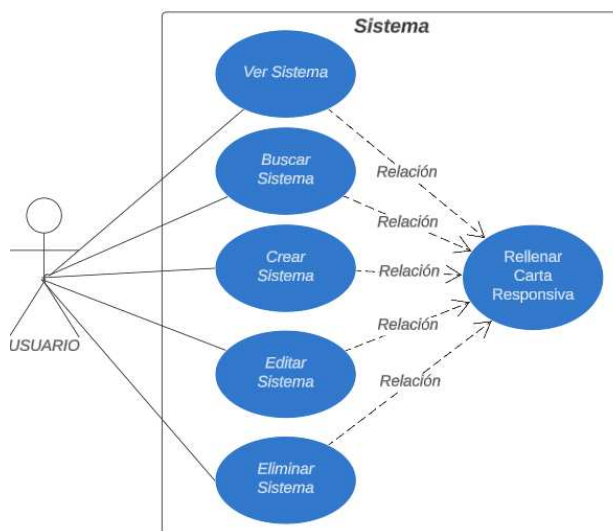 Sistema
Ver Sistema
Buscar
Sistema
Relación
Relación
Crear
Sistema
Relación
Rellenar
Carta
Responsiva
USUARIO
Relación
Editar
Sistema
Relación
Eliminar
Sistema